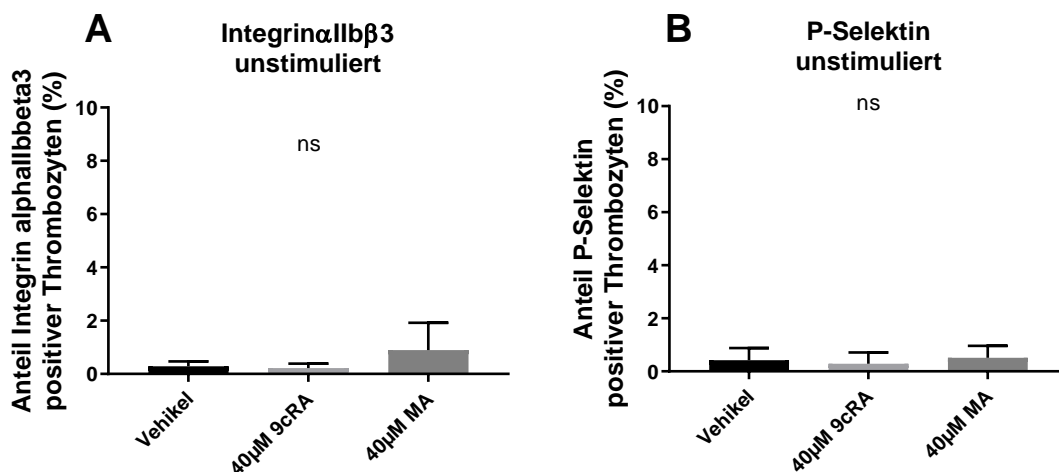 A
IntegrinαIIbβ3
unstimuliert
Anteil Integrin alphaIIbbeta3
positiver Thrombozyten (%)
10
8
6
4
2
0
ns
Vehikel
40µM 9cRA
40µM MA
B
P-Selektin
unstimuliert
Anteil P-Selektin
positiver Thrombozyten (%)
10
8
6
4
2
0
ns
Vehikel
40µM 9cRA
40µM MA